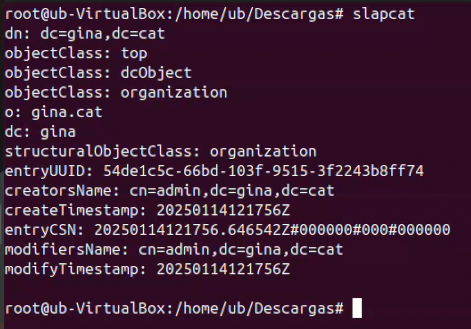 root@ub-VirtualBox:/home/ub/Descargas# slapcat
dn: dc=gina,dc=cat
objectClass: top
objectClass: dcObject
objectClass: organization
o: gina.cat
dc: gina
structuralObjectClass: organization
entryUUID: 54de1c5c-66bd-103f-9515-3f2243b8ff74
creatorsName: cn=admin,dc=gina,dc=cat
createTimestamp: 20250114121756Z
entryCSN: 20250114121756.646542Z#000000#000#000000
modifiersName: cn=admin,dc=gina,dc=cat
modifyTimestamp: 20250114121756Z
root@ub-VirtualBox:/home/ub/Descargas#